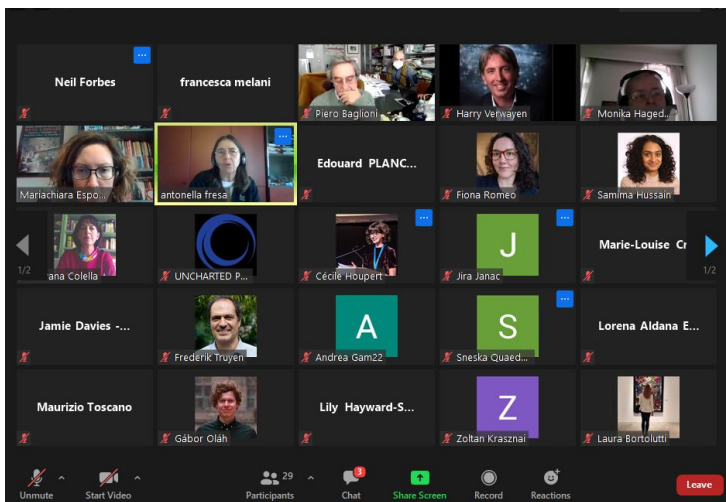 Neil Forbes
francesca melani
Piero Baglioni
Harry Verwayen
Monika Haged...
Mariachiara Espo...
antonella fresa
Edouard PLANC...
Fiona Romeo
Samima Hussain
1/2
ana Colella
UNCHARTED P...
Cécile Houpert
J
Jira Janac
Marie-Louise Cr
1/2
Jamie Davies -...
Frederik Truyen
A
Andrea Gam22
S
Sneska Quaed...
Lorena Aldana E...
Maurizio Toscano
Gábor Oláh
Lily Hayward-S...
Z
Zoltan Krasznai
Laura Bortolutti
Unmute
Start Video
29
Participants
3
Chat
Share Screen
Record
Reactions
Leave